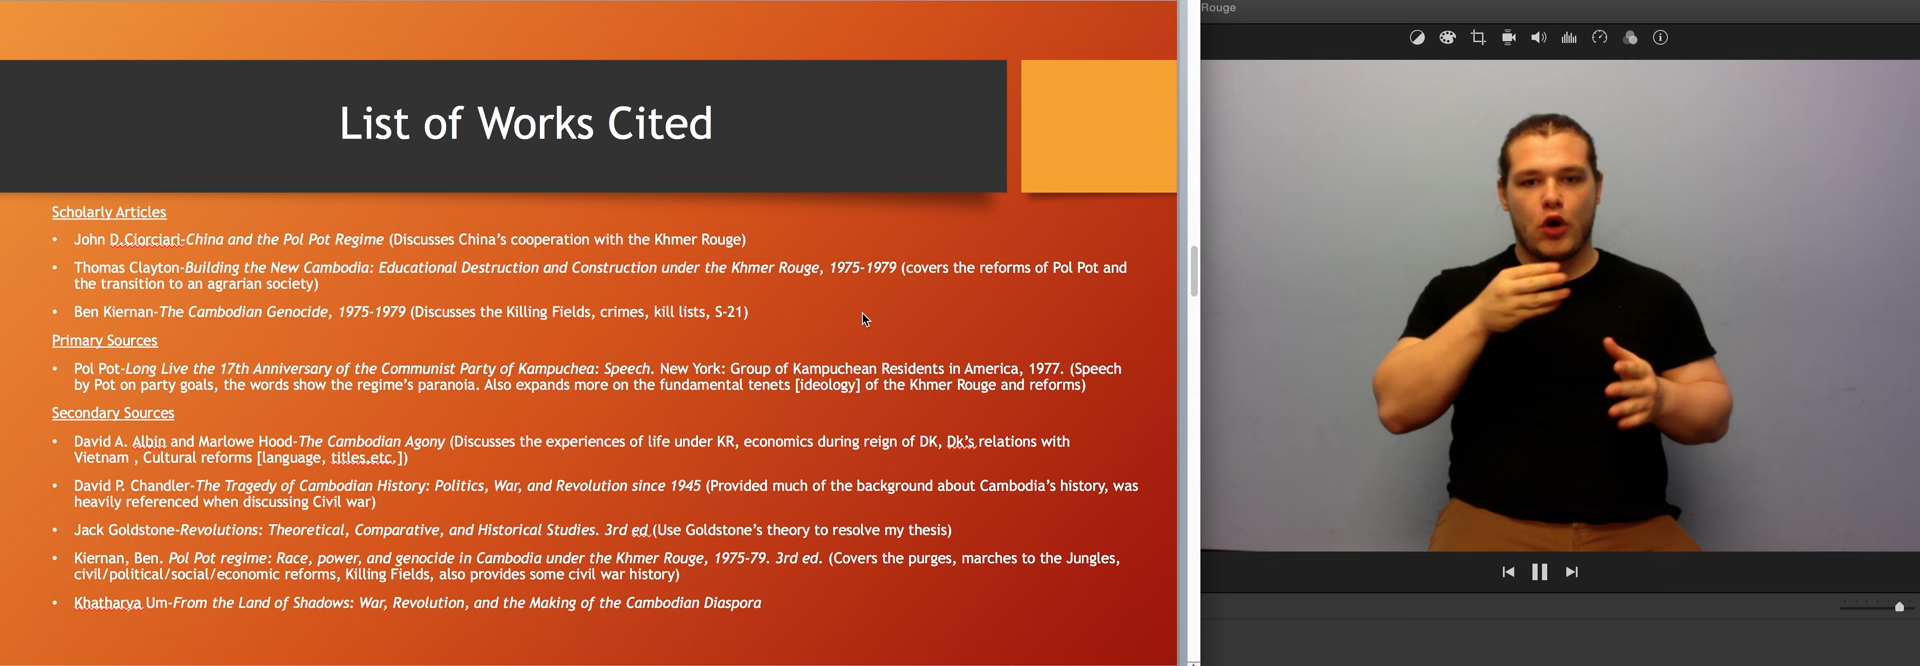 Rouge
List of Works Cited
Scholarly Articles
• John D.Ciorciari-China and the Pol Pot Regime (Discusses China's cooperation with the Khmer Rouge)
• Thomas Clayton-Building the New Cambodia: Educational Destruction and Construction under the Khmer Rouge, 1975-1979 (covers the reforms of Pol Pot and
the transition to an agrarian society)
• Ben Kiernan-The Cambodian Genocide, 1975-1979 (Discusses the Killing Fields, crimes, kill lists, S-21)
Primary Sources
• Pol Pot-Long Live the 17th Anniversary of the Communist Party of Kampuchea: Speech. New York: Group of Kampuchean Residents in America, 1977. (Speech
by Pot on party goals, the words show the regime's paranoia. Also expands more on the fundamental tenets [ideology] of the Khmer Rouge and reforms)
Secondary Sources
• David A. Albin and Marlowe Hood-The Cambodian Agony (Discusses the experiences of life under KR, economics during reign of DK, Dk's relations with
Vietnam , Cultural reforms [language, titles,etc.])
• David P. Chandler-The Tragedy of Cambodian History: Politics, War, and Revolution since 1945 (Provided much of the background about Cambodia's history, was
heavily referenced when discussing Civil war)
• Jack Goldstone-Revolutions: Theoretical, Comparative, and Historical Studies. 3rd ed.(Use Goldstone's theory to resolve my thesis)
• Kiernan, Ben. Pol Pot regime: Race, power, and genocide in Cambodia under the Khmer Rouge, 1975-79. 3rd ed. (Covers the purges, marches to the Jungles,
civil/political/social/economic reforms, Killing Fields, also provides some civil war history)
• Khatharya Um-From the Land of Shadows: War, Revolution, and the Making of the Cambodian Diaspora